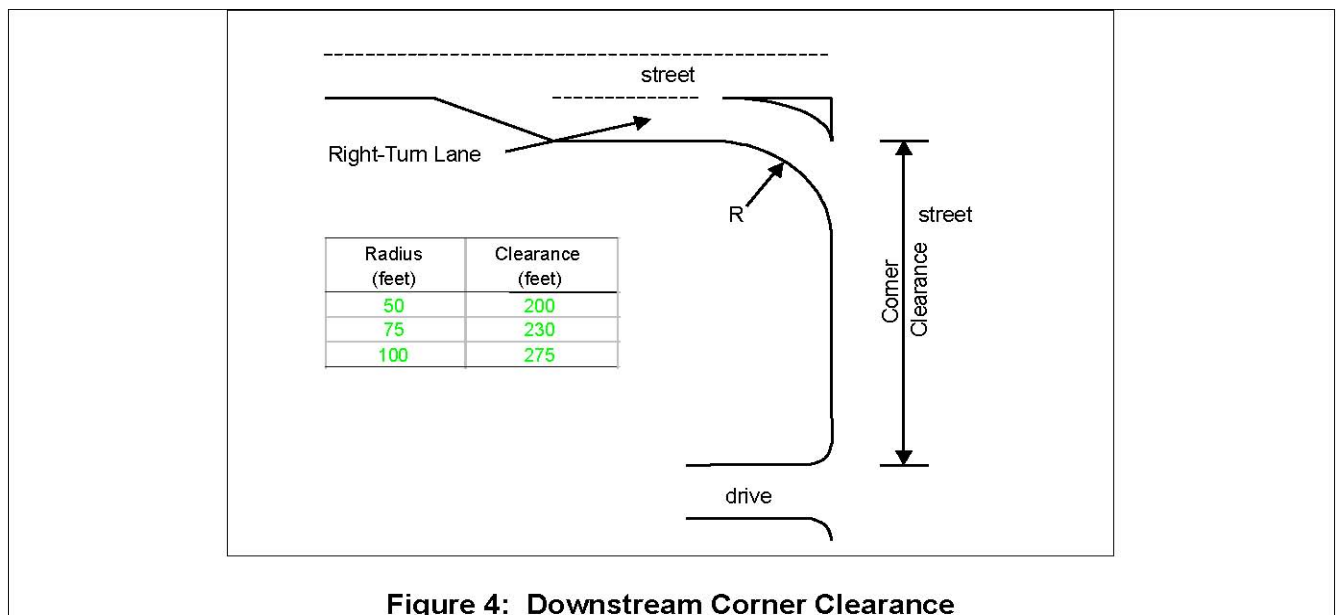 street
Right-Turn Lane
R
street
Corner
Clearance
Radius Clearance
(feet) (feet)
50 200
75 230
100 275
drive
Figure 4: Downstream Corner Clearance